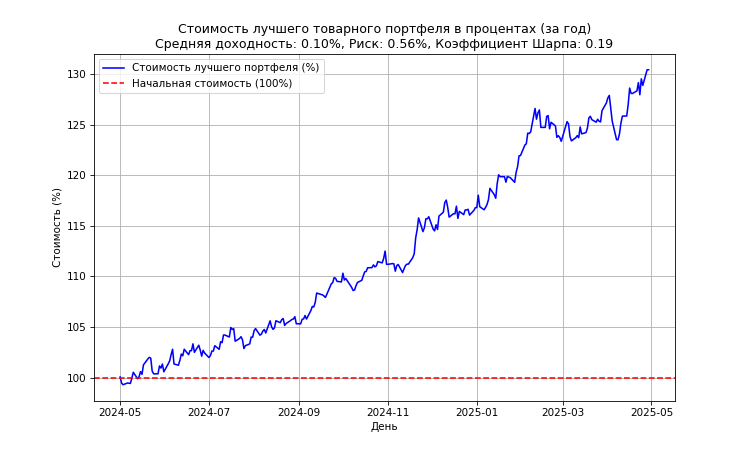 Стоимость лучшего товарного портфеля в процентах (за год)
Средняя доходность: 0.10%, Риск: 0.56%, Коэффициент Шарпа: 0.19
Стоимость лучшего портфеля (%)
Начальная стоимость (100%)
Стоимость (%)
130
125
120
115
110
105
100
2024-05
2024-07
2024-09
2024-11
2025-01
2025-03
2025-05
День